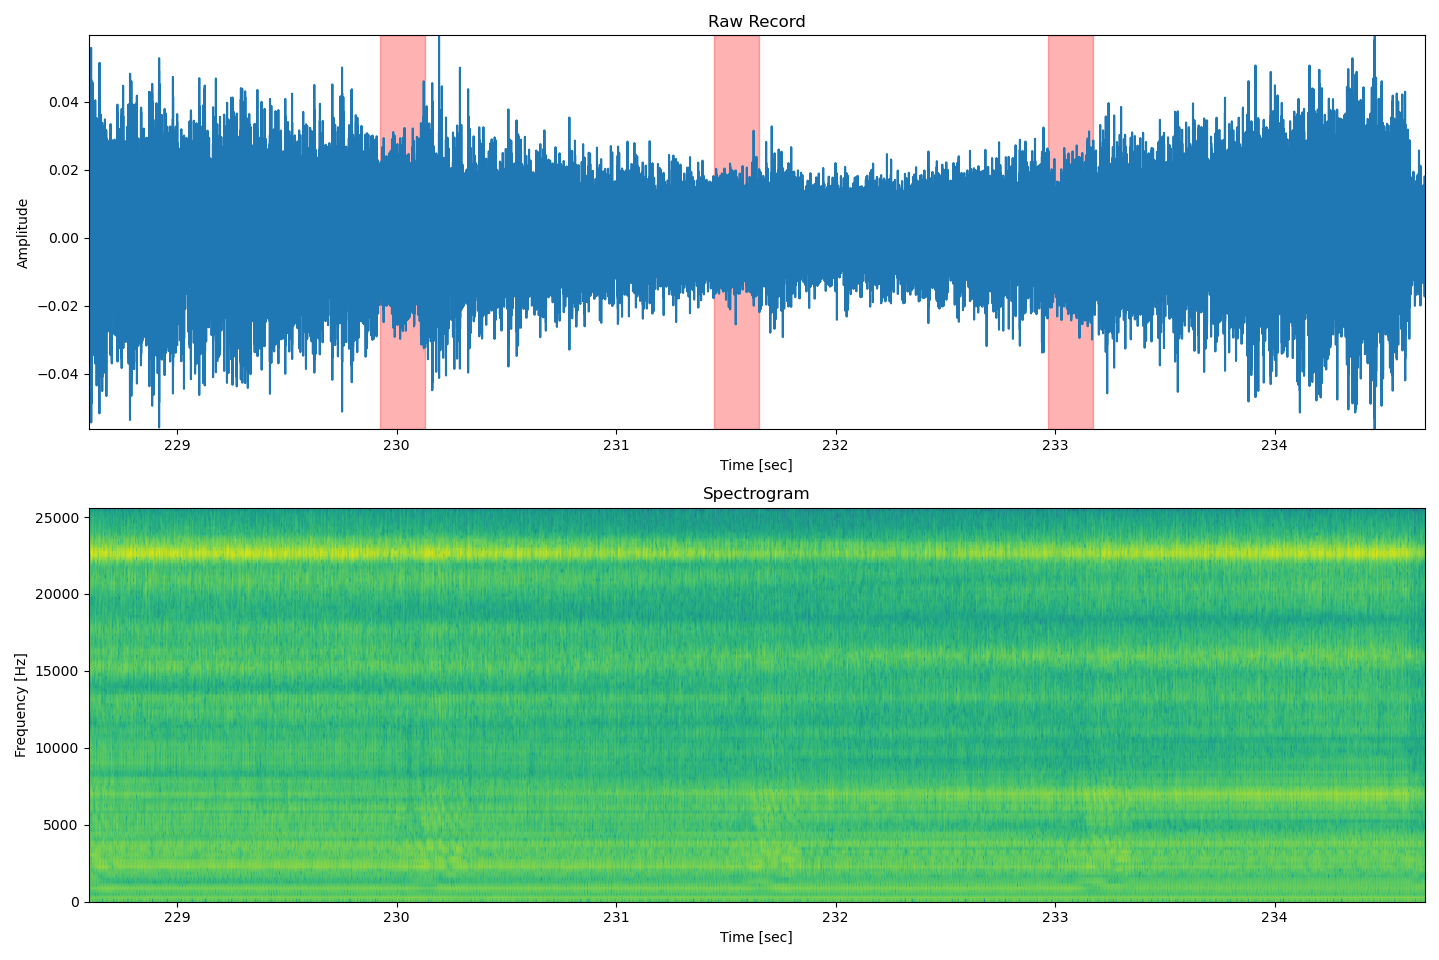 Raw Record
Amplitude
0.04
0.02
0.00
−0.02
−0.04
229 230 231 232 233 234
Time [sec]
Spectrogram
Frequency [Hz]
25000
20000
15000
10000
5000
0
229 230 231 232 233 234
Time [sec]